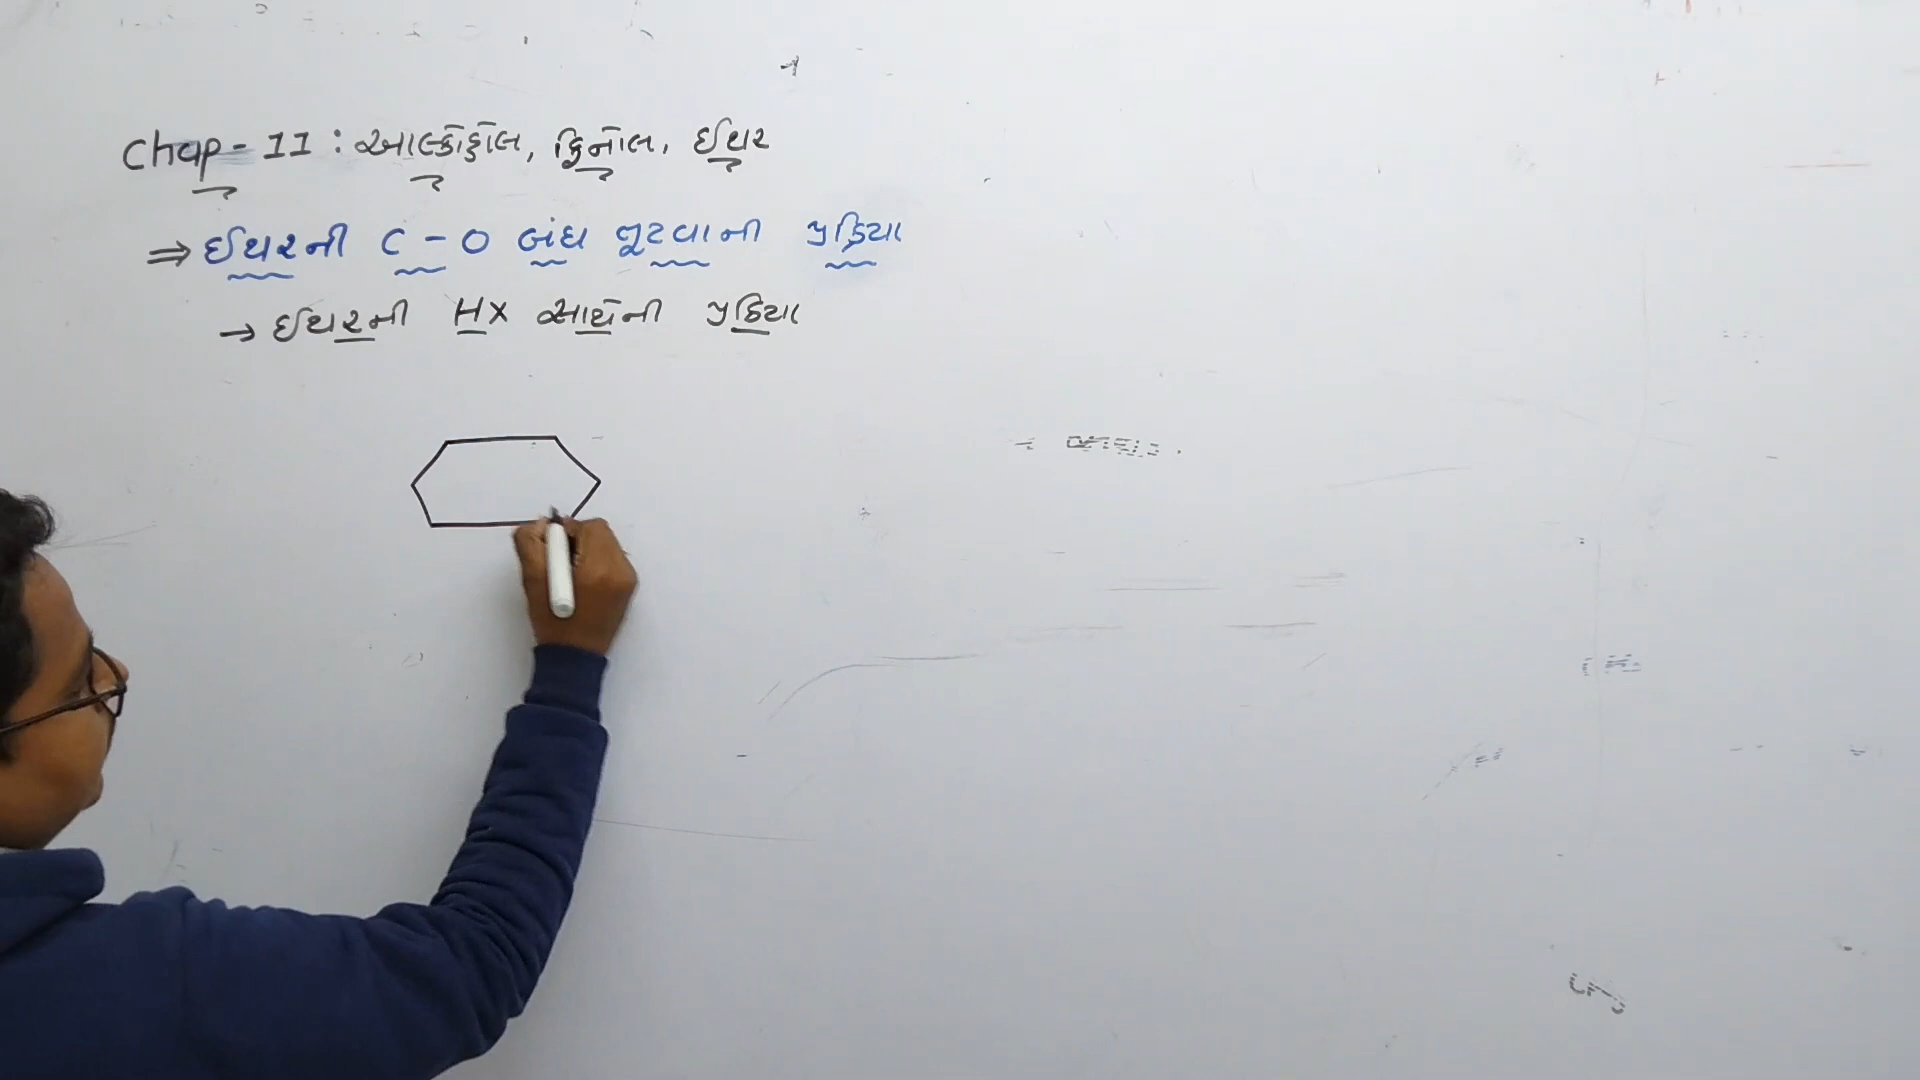 Chap - 11 : આલ્કોહોલ, ફિનોલ, ઈથર
⇒ ઈથરની C - O બંધ તૂટવાની પ્રક્રિયા
→ ઈથરની HX સાથેની પ્રક્રિયા